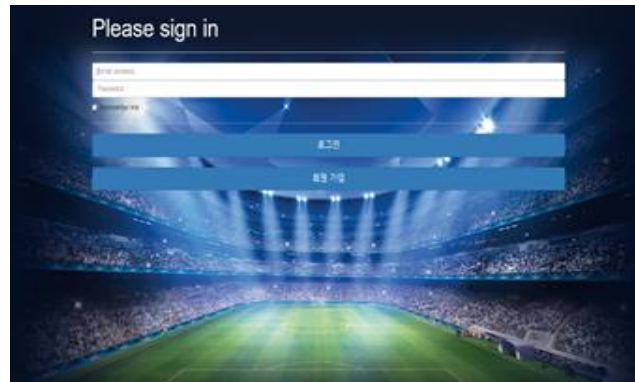 Please sign in
Email address
Password
Remember me
로그인
회원 가입